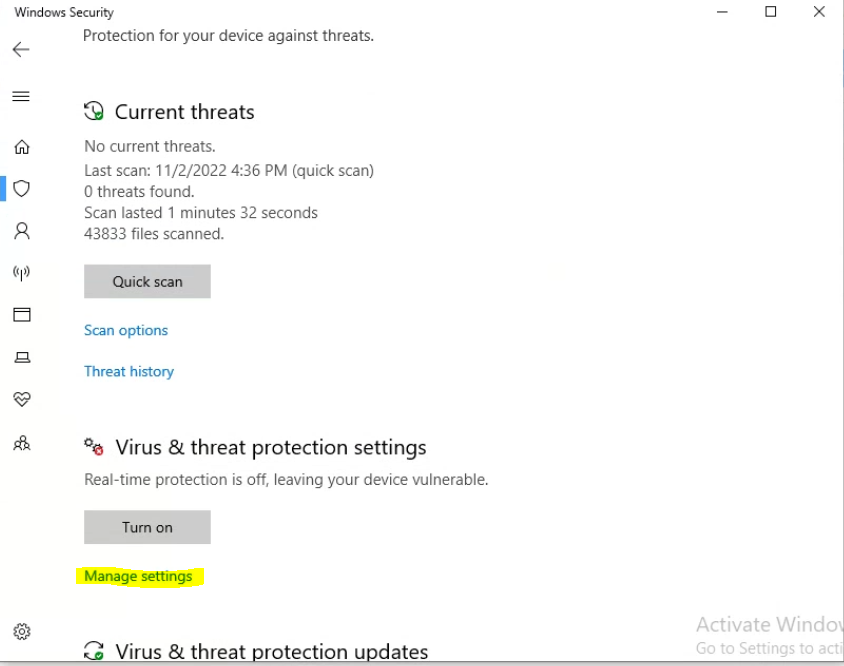 Windows Security
Protection for your device against threats.
Current threats
No current threats.
Last scan: 11/2/2022 4:36 PM (quick scan)
0 threats found.
Scan lasted 1 minutes 32 seconds
43833 files scanned.
Quick scan
Scan options
Threat history
Virus & threat protection settings
Real-time protection is off, leaving your device vulnerable.
Turn on
Manage settings
Activate Windo
Go to Settings to acti
Virus & threat protection updates